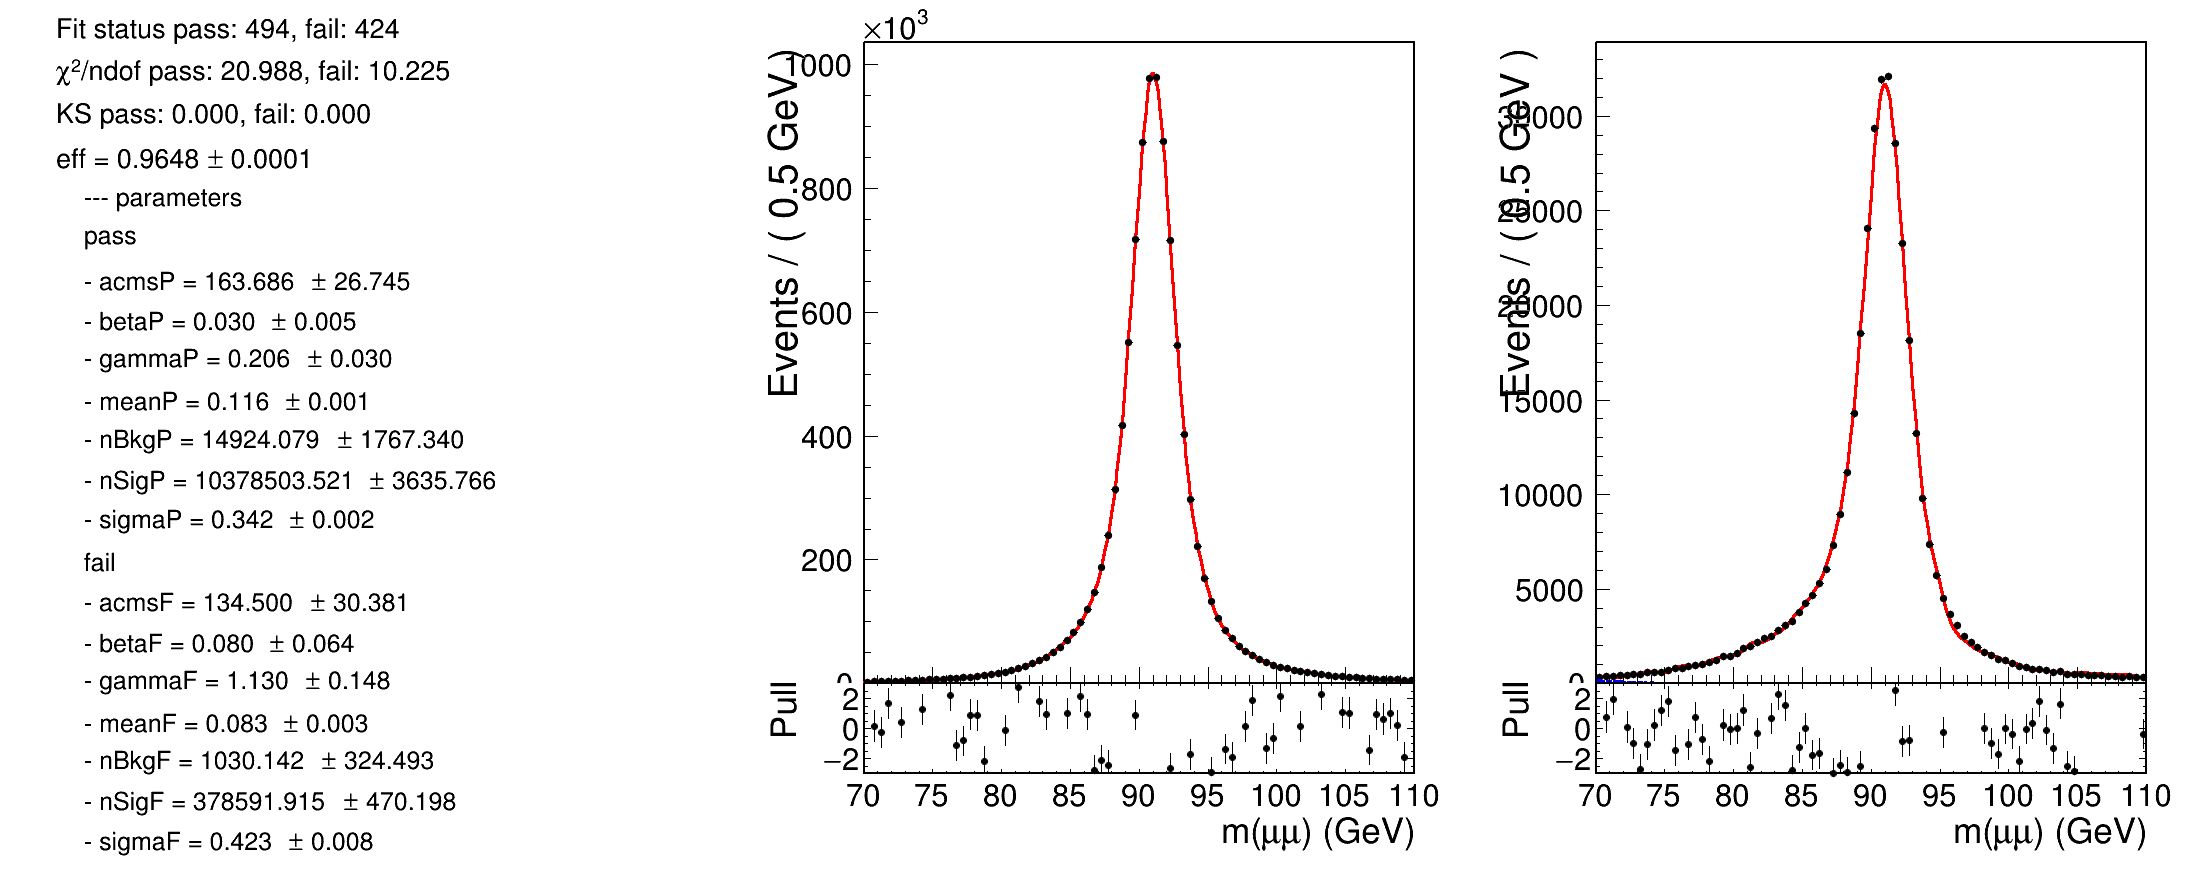 Fit status pass: 494, fail: 424
χ²/ndof pass: 20.988, fail: 10.225
KS pass: 0.000, fail: 0.000
eff = 0.9648 ± 0.0001
--- parameters
pass
- acmsP = 163.686 ± 26.745
- betaP = 0.030 ± 0.005
- gammaP = 0.206 ± 0.030
- meanP = 0.116 ± 0.001
- nBkgP = 14924.079 ± 1767.340
- nSigP = 10378503.521 ± 3635.766
- sigmaP = 0.342 ± 0.002
fail
- acmsF = 134.500 ± 30.381
- betaF = 0.080 ± 0.064
- gammaF = 1.130 ± 0.148
- meanF = 0.083 ± 0.003
- nBkgF = 1030.142 ± 324.493
- nSigF = 378591.915 ± 470.198
- sigmaF = 0.423 ± 0.008
×10³
Events / ( 0.5 GeV )
1000
800
600
400
200
0
Pull
2
0
−2
70 75 80 85 90 95 100 105 110
m(μμ) (GeV)
Events / ( 0.5 GeV )
30000
25000
20000
15000
10000
5000
0
Pull
2
0
−2
70 75 80 85 90 95 100 105 110
m(μμ) (GeV)